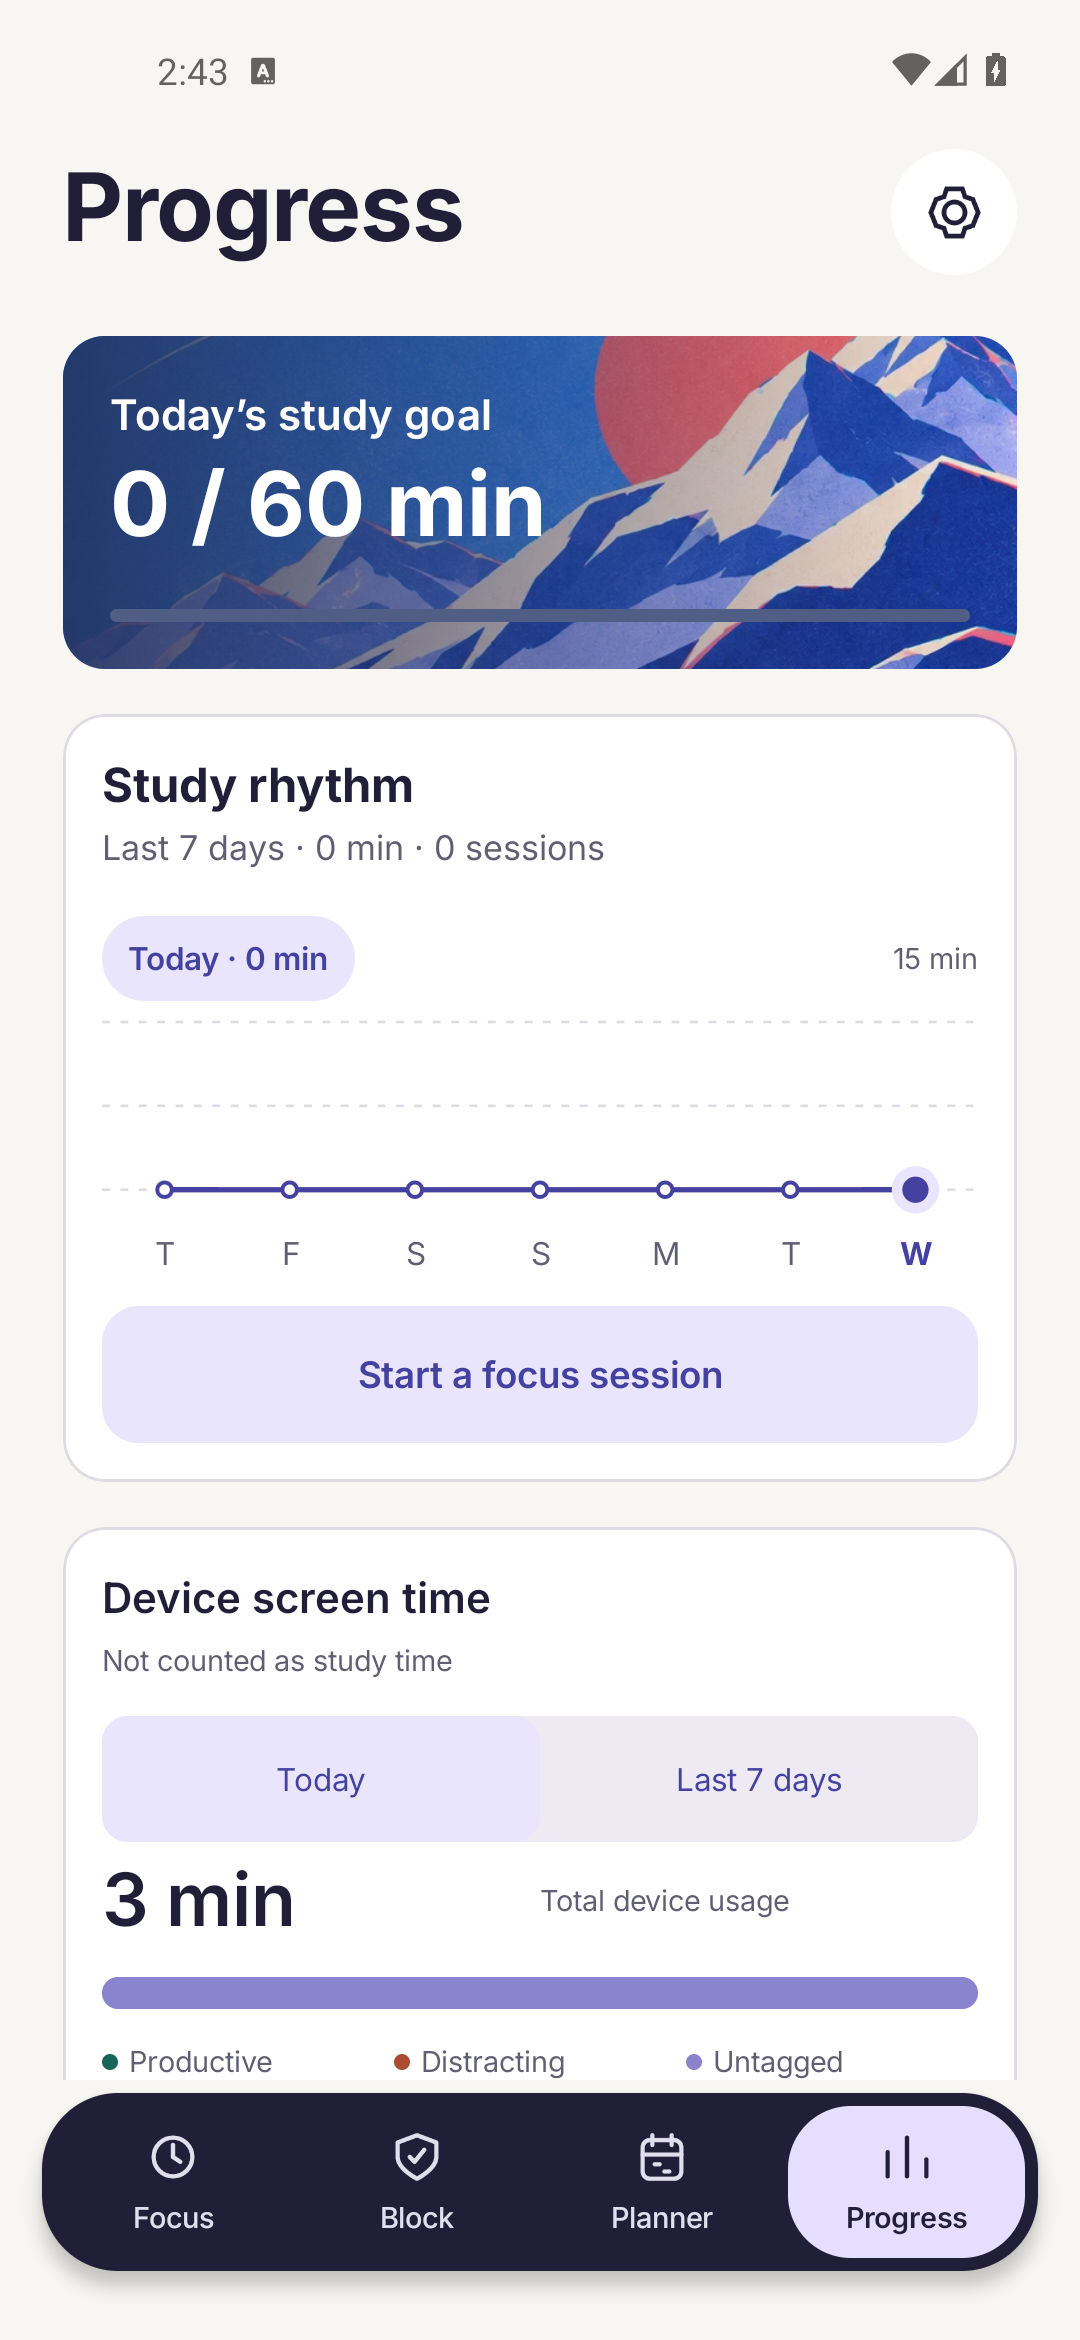 2:43
Progress
Today’s study goal
0 / 60 min
Study rhythm
Last 7 days · 0 min · 0 sessions
Today · 0 min
15 min
T F S S M T W
Start a focus session
Device screen time
Not counted as study time
Today Last 7 days
3 min Total device usage
Productive Distracting Untagged
Focus Block Planner Progress